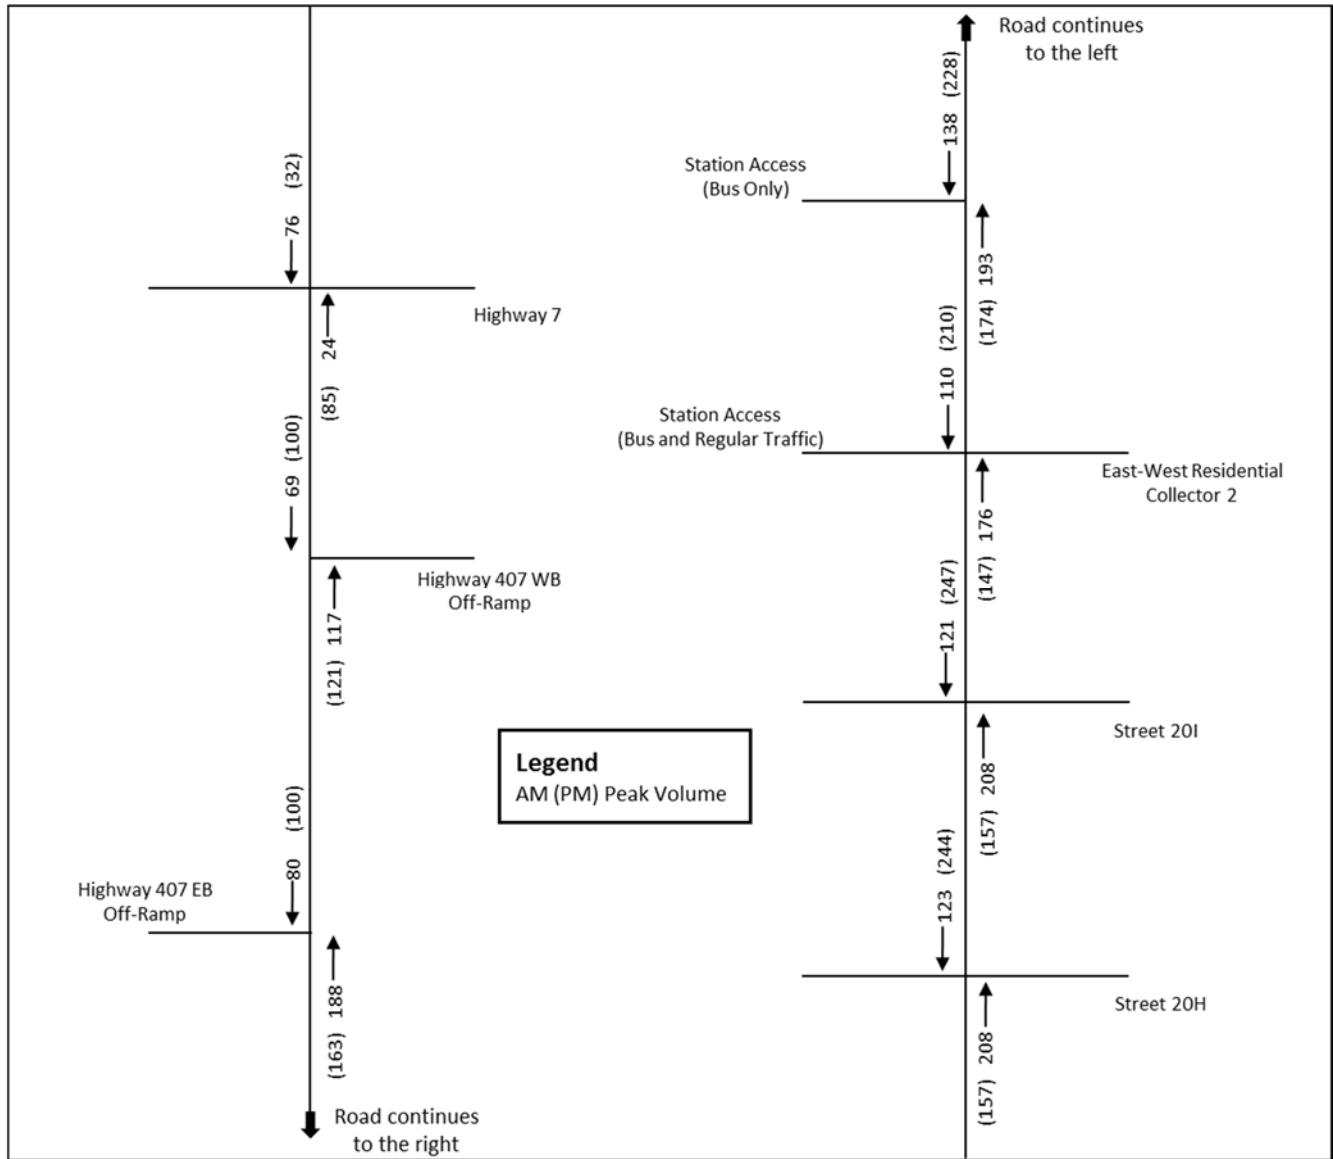 (32)
76
Highway 7
24
(85)
69 (100)
Highway 407 WB
Off-Ramp
117
(121)
(100)
80
Highway 407 EB
Off-Ramp
188
(163)
Road continues
to the right
Legend
AM (PM) Peak Volume
Road continues
to the left
138 (228)
Station Access
(Bus Only)
193
(174)
110 (210)
Station Access
(Bus and Regular Traffic)
East-West Residential
Collector 2
176
(147)
121 (247)
Street 20I
208
(157)
123 (244)
Street 20H
208
(157)